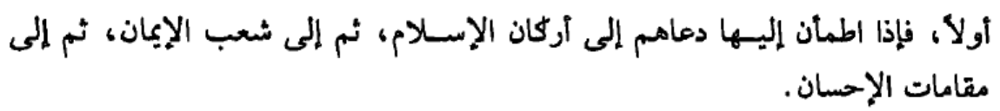 أولاً، فإذا اطمأن إليها دعاهم إلى أركان الإسلام، ثم إلى شعب الإيمان، ثم إلى
مقامات الإحسان.